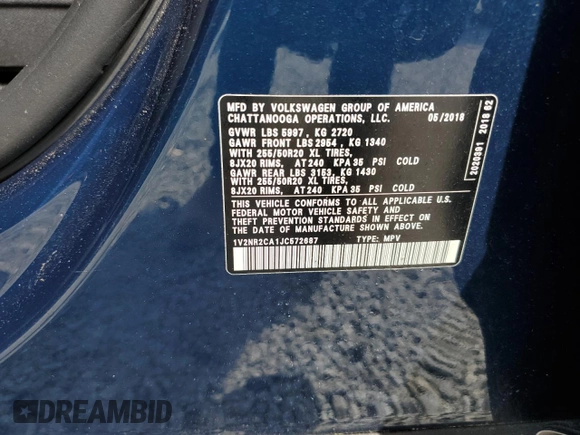 MFD BY VOLKSWAGEN GROUP OF AMERICA
CHATTANOOGA OPERATIONS, LLC. 05/2018
GVWR LBS 5997, KG 2720
GAWR FRONT LBS 2954, KG 1340
WITH 255/50R20 XL TIRES,
8JX20 RIMS, AT 240 KPA 35 PSI COLD
GAWR REAR LBS 3153, KG 1430
WITH 255/50R20 XL TIRES,
8JX20 RIMS, AT 240 KPA 35 PSI COLD
THIS VEHICLE CONFORMS TO ALL APPLICABLE U.S.
FEDERAL MOTOR VEHICLE SAFETY AND
THEFT PREVENTION STANDARDS IN EFFECT ON
THE DATE OF MANUFACTURE SHOWN ABOVE.
1V2NR2CA1JC572687 TYPE: MPV
2020391 2018 62
DREAMBID